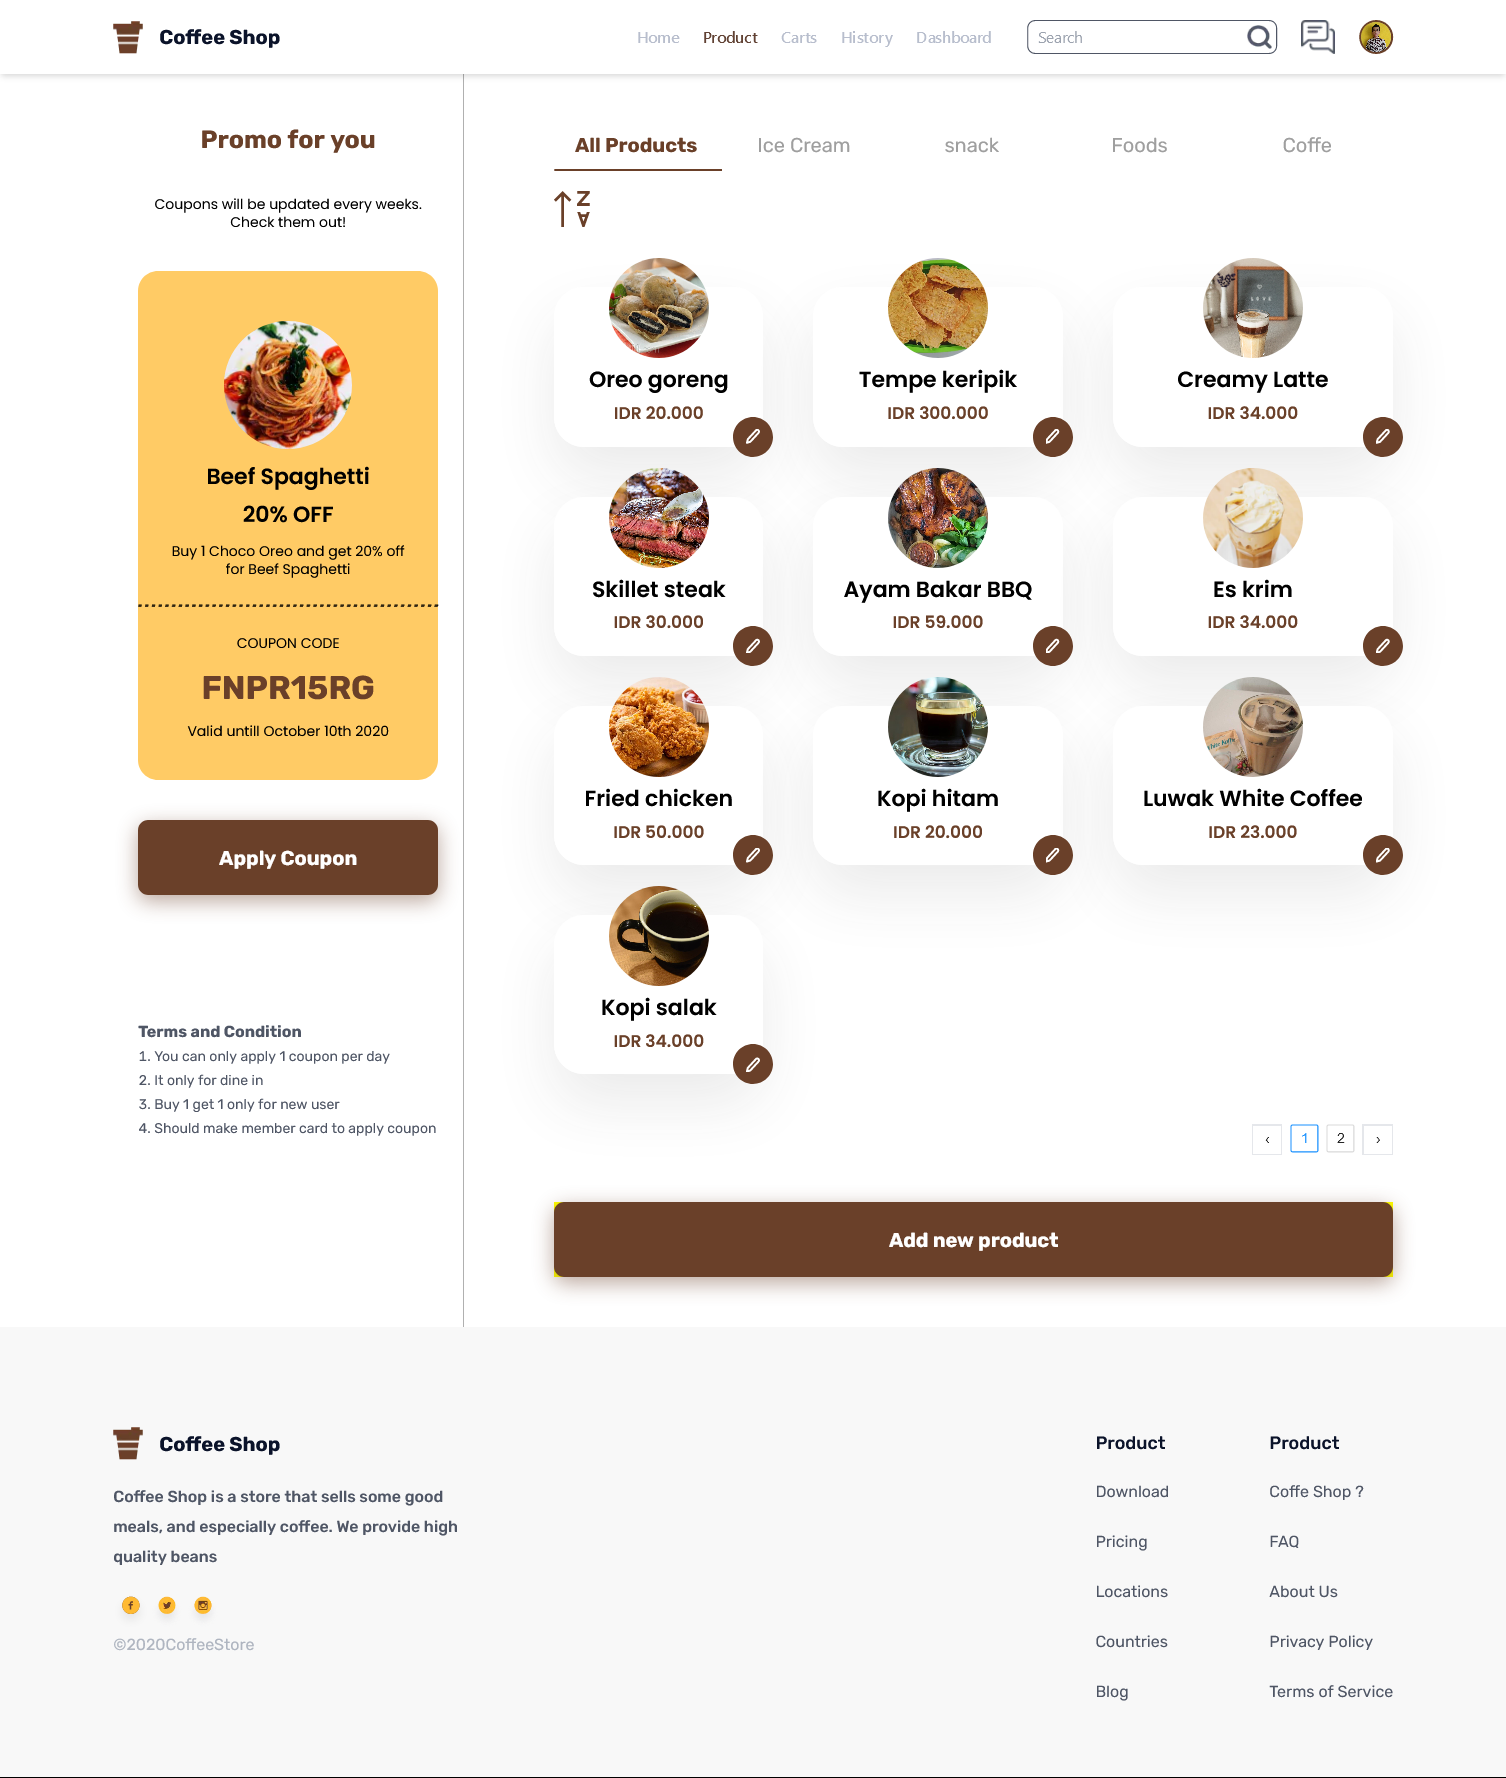 Coffee Shop
Home Product Carts History Dashboard Search
Promo for you
Coupons will be updated every weeks.
Check them out!
Beef Spaghetti
20% OFF
Buy 1 Choco Oreo and get 20% off
for Beef Spaghetti
COUPON CODE
FNPR15RG
Valid untill October 10th 2020
Apply Coupon
Terms and Condition
1. You can only apply 1 coupon per day
2. It only for dine in
3. Buy 1 get 1 only for new user
4. Should make member card to apply coupon
All Products Ice Cream snack Foods Coffe
Oreo goreng
IDR 20.000
Tempe keripik
IDR 300.000
Creamy Latte
IDR 34.000
Skillet steak
IDR 30.000
Ayam Bakar BBQ
IDR 59.000
Es krim
IDR 34.000
Fried chicken
IDR 50.000
Kopi hitam
IDR 20.000
Luwak White Coffee
IDR 23.000
Kopi salak
IDR 34.000
‹ 1 2 ›
Add new product
Coffee Shop
Coffee Shop is a store that sells some good
meals, and especially coffee. We provide high
quality beans
©2020CoffeeStore
Product
Download
Pricing
Locations
Countries
Blog
Product
Coffe Shop ?
FAQ
About Us
Privacy Policy
Terms of Service